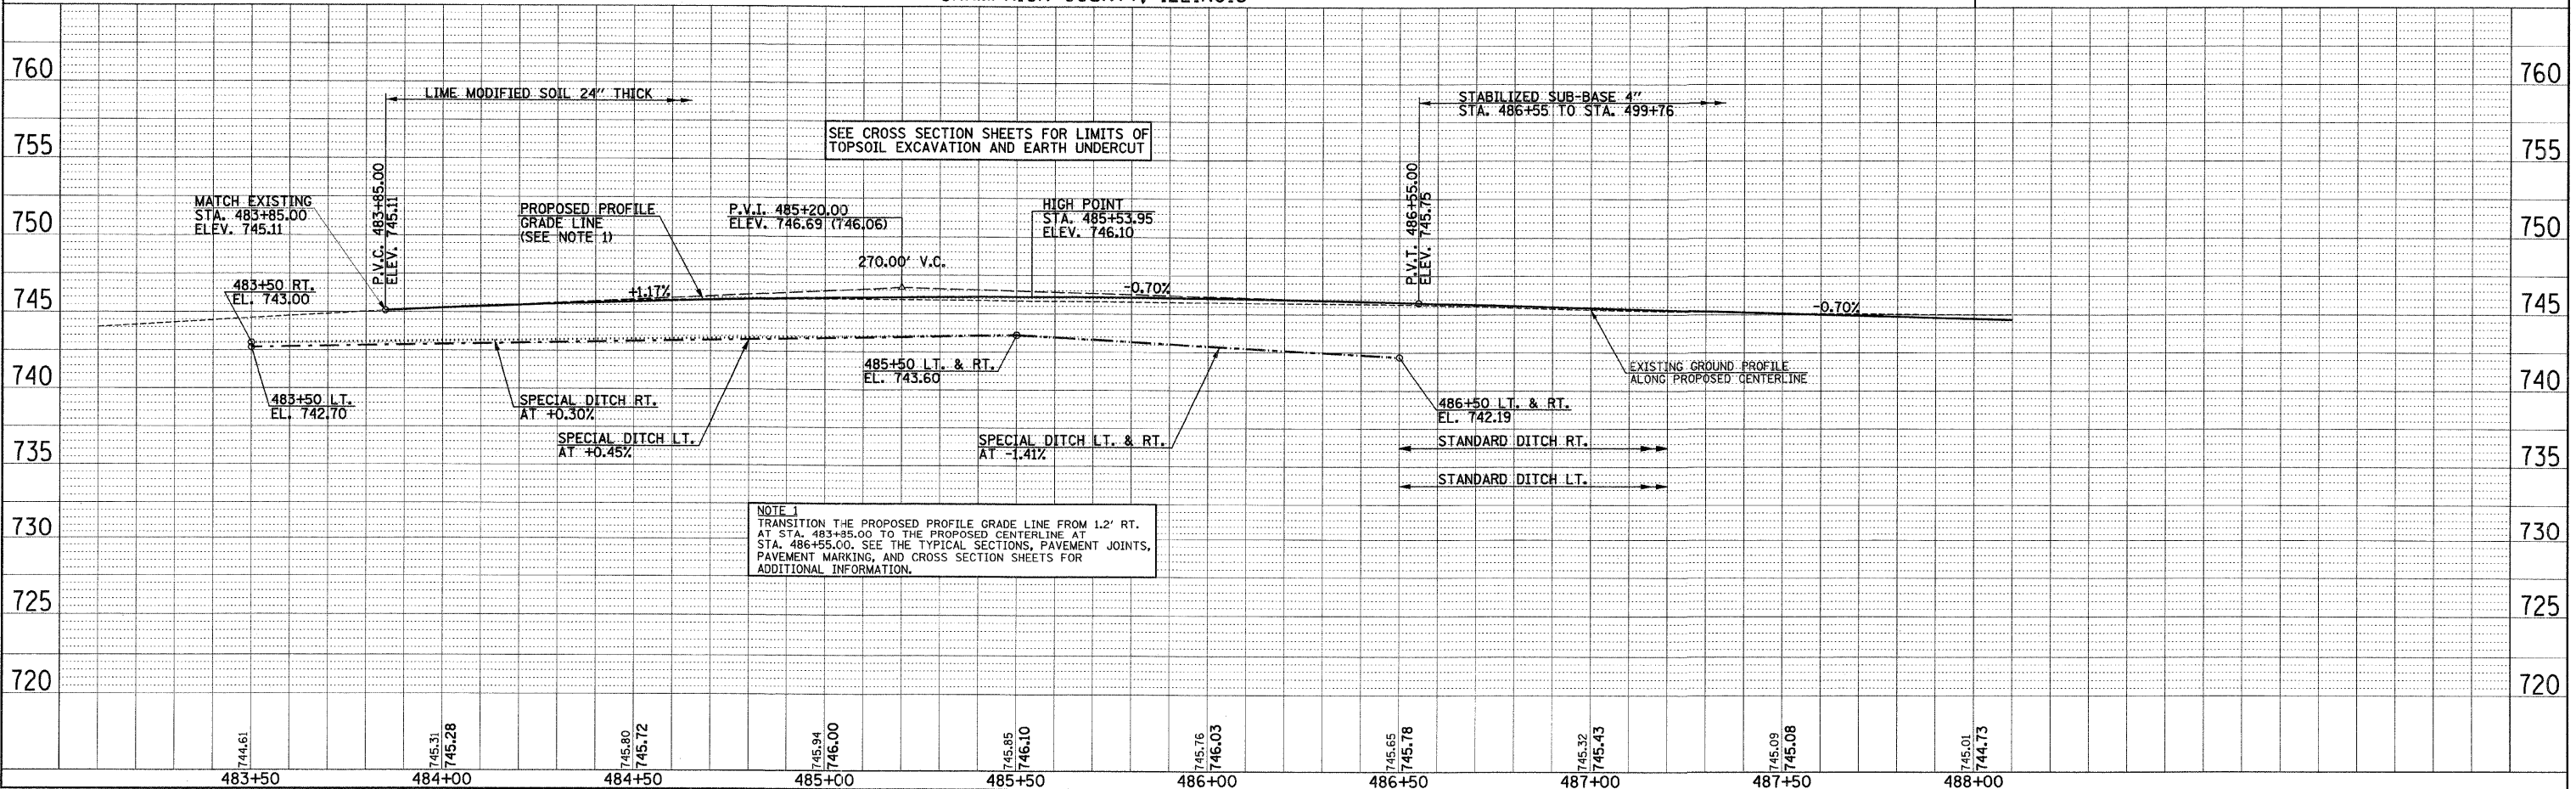 760
755
750
745
740
735
730
725
720
760
755
750
745
740
735
730
725
720
LIME MODIFIED SOIL 24" THICK
STABILIZED SUB-BASE 4"
STA. 486+55 TO STA. 499+76
SEE CROSS SECTION SHEETS FOR LIMITS OF
TOPSOIL EXCAVATION AND EARTH UNDERCUT
MATCH EXISTING
STA. 483+85.00
ELEV. 745.11
P.V.C. 483+85.00
ELEV. 745.11
PROPOSED PROFILE
GRADE LINE
(SEE NOTE 1)
P.V.I. 485+20.00
ELEV. 746.69 (746.06)
HIGH POINT
STA. 485+53.95
ELEV. 746.10
P.V.T. 486+55.00
ELEV. 745.75
270.00' V.C.
483+50 RT.
EL. 743.00
+1.17%
-0.70%
-0.70%
483+50 LT.
EL. 742.70
SPECIAL DITCH RT.
AT +0.30%
SPECIAL DITCH LT.
AT +0.45%
485+50 LT. & RT.
EL. 743.60
SPECIAL DITCH LT. & RT.
AT -1.41%
EXISTING GROUND PROFILE
ALONG PROPOSED CENTERLINE
486+50 LT. & RT.
EL. 742.19
STANDARD DITCH RT.
STANDARD DITCH LT.
NOTE 1
TRANSITION THE PROPOSED PROFILE GRADE LINE FROM 1.2' RT.
AT STA. 483+85.00 TO THE PROPOSED CENTERLINE AT
STA. 486+55.00. SEE THE TYPICAL SECTIONS, PAVEMENT JOINTS,
PAVEMENT MARKING, AND CROSS SECTION SHEETS FOR
ADDITIONAL INFORMATION.
744.61
745.31
745.28
745.80
745.72
745.94
746.00
745.85
746.10
745.76
746.03
745.65
745.78
745.32
745.43
745.09
745.08
745.01
744.73
483+50
484+00
484+50
485+00
485+50
486+00
486+50
487+00
487+50
488+00